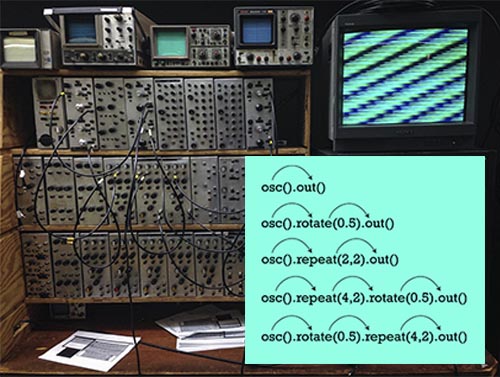 osc().out()
osc().rotate(0.5).out()
osc().repeat(2,2).out()
osc().repeat(4,2).rotate(0.5).out()
osc().rotate(0.5).repeat(4,2).out()